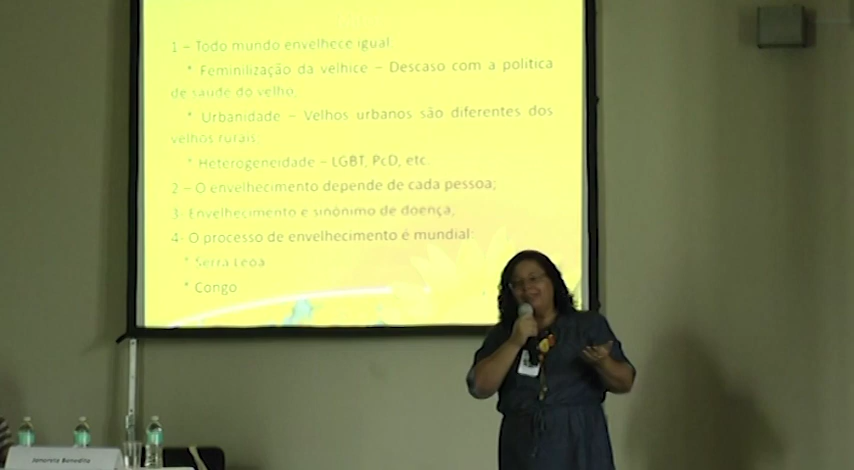 1 – Todo mundo envelhece igual:
* Feminilização da velhice – Descaso com a política
de saúde do velho;
* Urbanidade – Velhos urbanos são diferentes dos
velhos rurais
* Heterogeneidade – LGBT, PcD, etc.
2 – O envelhecimento depende de cada pessoa;
3- Envelhecimento e sinônimo de doença;
4- O processo de envelhecimento é mundial:
* Serra Leoa
* Congo
Benedita